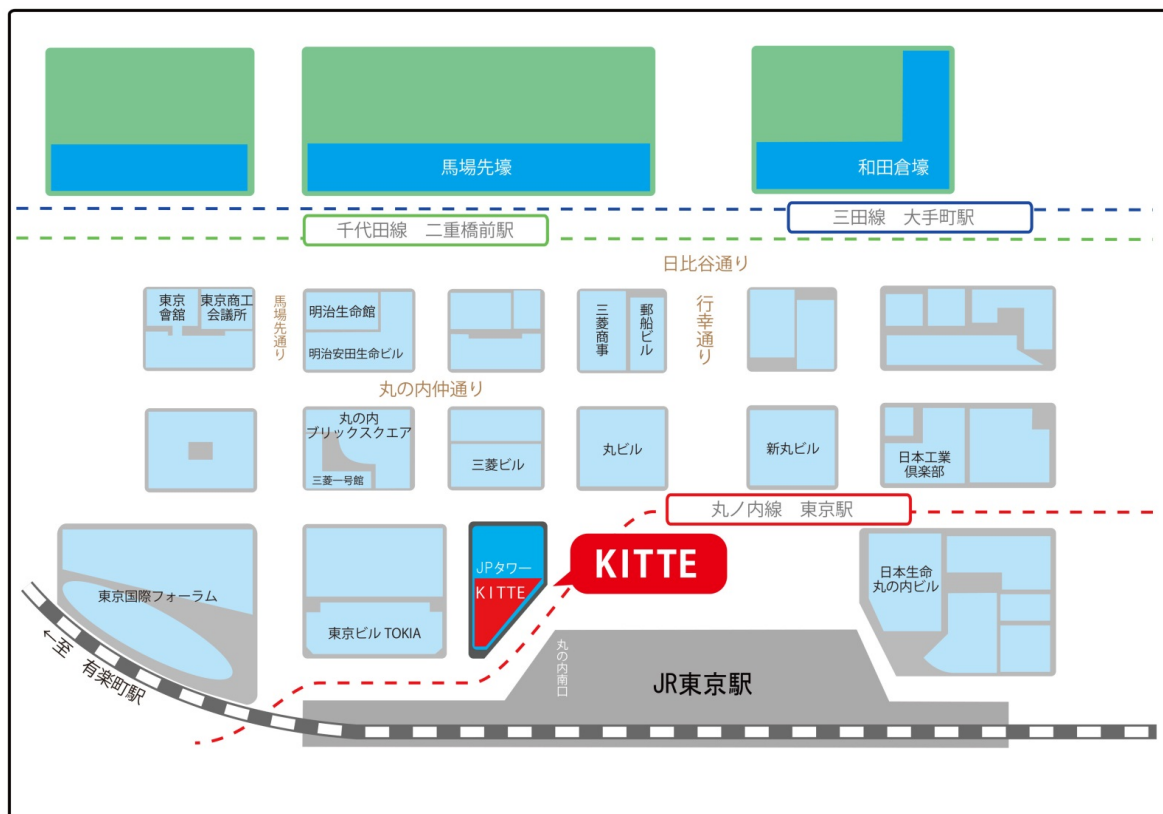 馬場先壕
和田倉壕
三田線　大手町駅
千代田線　二重橋前駅
日比谷通り
東京
會舘
東京商工
会議所
馬場先通り
明治生命館
明治安田生命ビル
三菱商事
郵船ビル
行幸通り
丸の内仲通り
丸の内
ブリックスクエア
三菱一号館
三菱ビル
丸ビル
新丸ビル
日本工業
倶楽部
丸ノ内線　東京駅
東京国際フォーラム
東京ビル TOKIA
JPタワー
KITTE
KITTE
日本生命
丸の内ビル
丸の内南口
JR東京駅
←至　有楽町駅